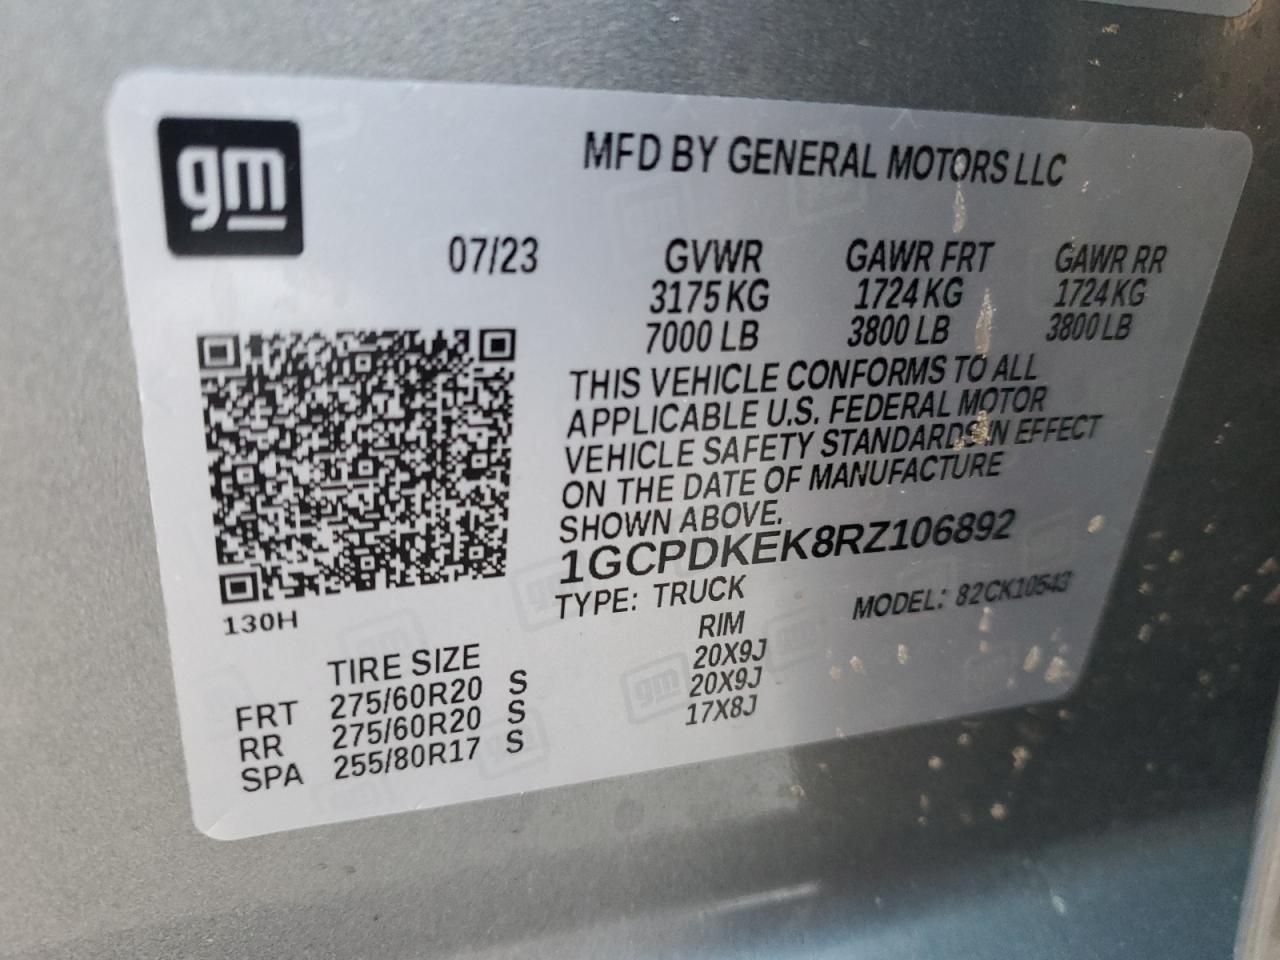 gm
MFD BY GENERAL MOTORS LLC
07/23 GVWR GAWR FRT GAWR RR
3175 KG 1724 KG 1724 KG
7000 LB 3800 LB 3800 LB
THIS VEHICLE CONFORMS TO ALL
APPLICABLE U.S. FEDERAL MOTOR
VEHICLE SAFETY STANDARDS IN EFFECT
ON THE DATE OF MANUFACTURE
SHOWN ABOVE.
1GCPDKEK8RZ106892
TYPE: TRUCK MODEL: 82CK10543
130H
TIRE SIZE RIM
FRT 275/60R20 S 20X9J
RR 275/60R20 S 20X9J
SPA 255/80R17 S 17X8J